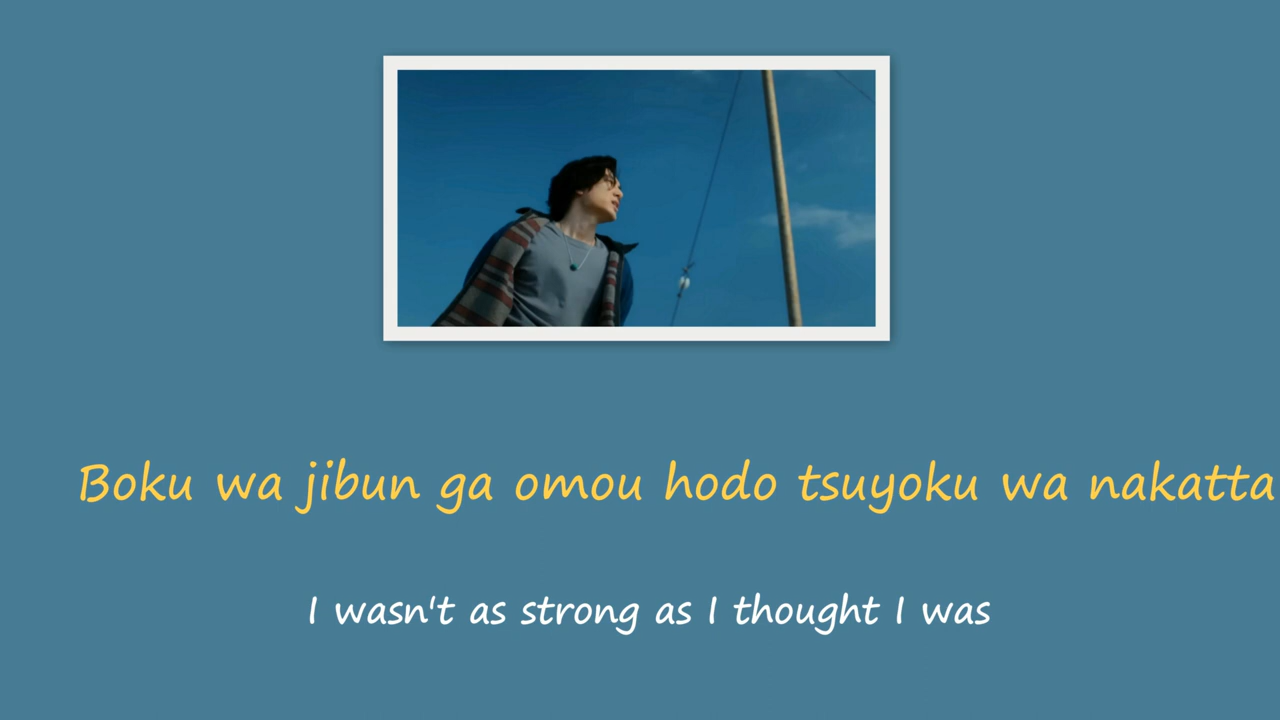 Boku wa jibun ga omou hodo tsuyoku wa nakatta
I wasn't as strong as I thought I was